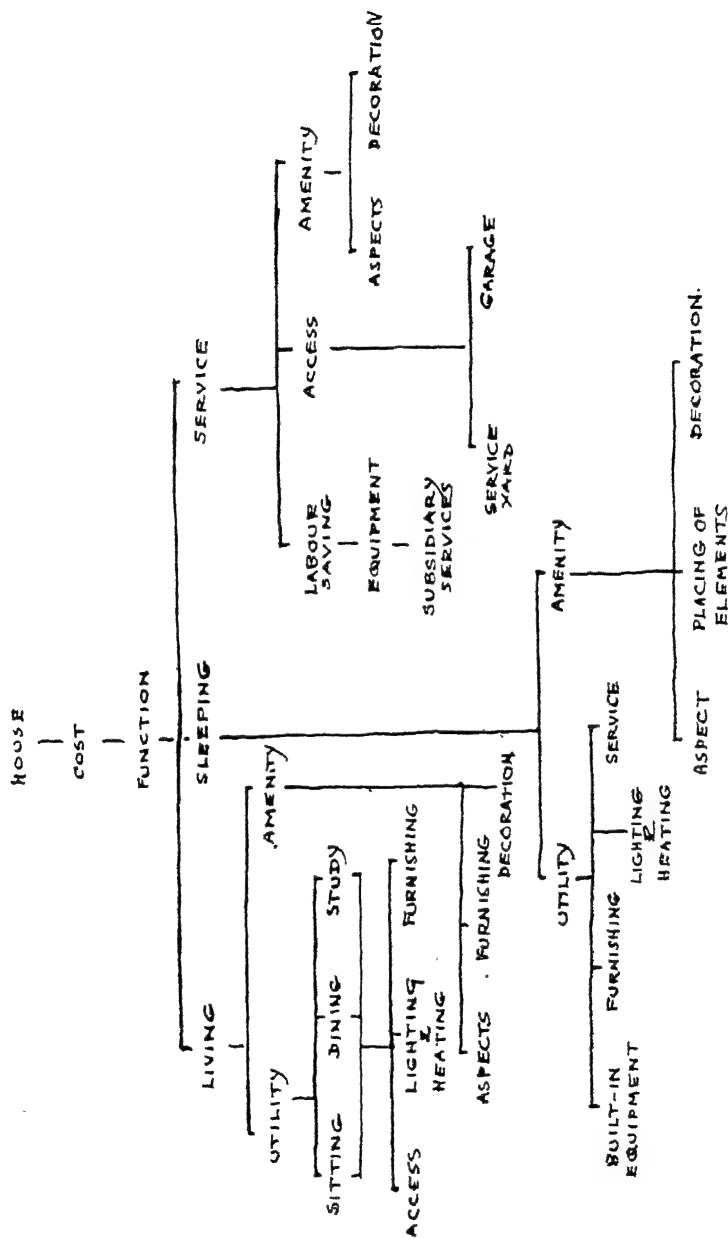 HOUSE
COST
FUNCTION
LIVING
SLEEPING
SERVICE
UTILITY
.AMENITY
SITTING
DINING
STUDY
ACCESS
LIGHTING
&
HEATING
FURNISHING
ASPECTS
. FURNISHING
DECORATION
LABOUR
SAVING
EQUIPMENT
SUBSIDIARY
SERVICES
ACCESS
SERVICE
YARD
GARAGE
AMENITY
ASPECTS
DECORATION
UTILITY
BUILT-IN
EQUIPMENT
FURNISHING
LIGHTING
&
HEATING
SERVICE
AMENITY
ASPECT
PLACING OF
ELEMENTS
DECORATION.